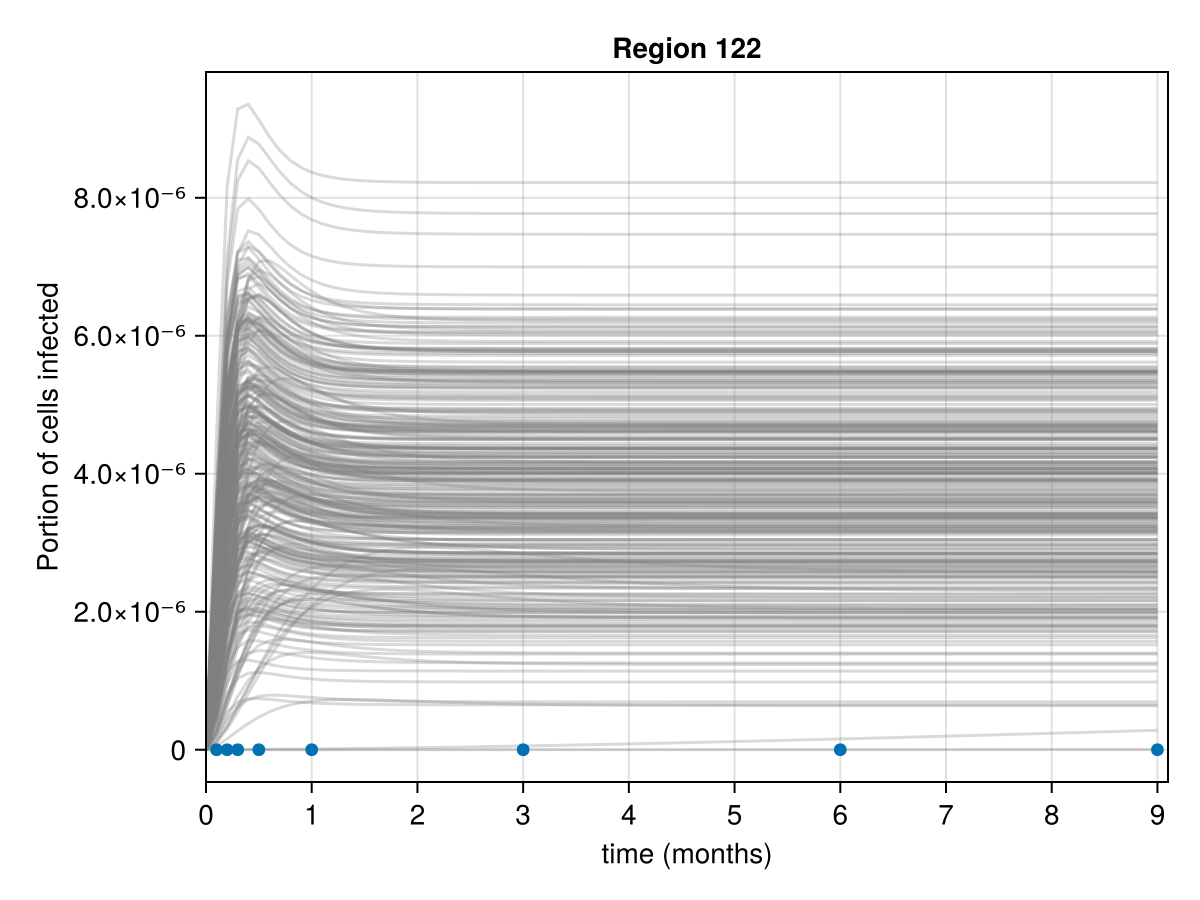 Region 122
Portion of cells infected
8.0×10⁻⁶
6.0×10⁻⁶
4.0×10⁻⁶
2.0×10⁻⁶
0
0 1 2 3 4 5 6 7 8 9
time (months)